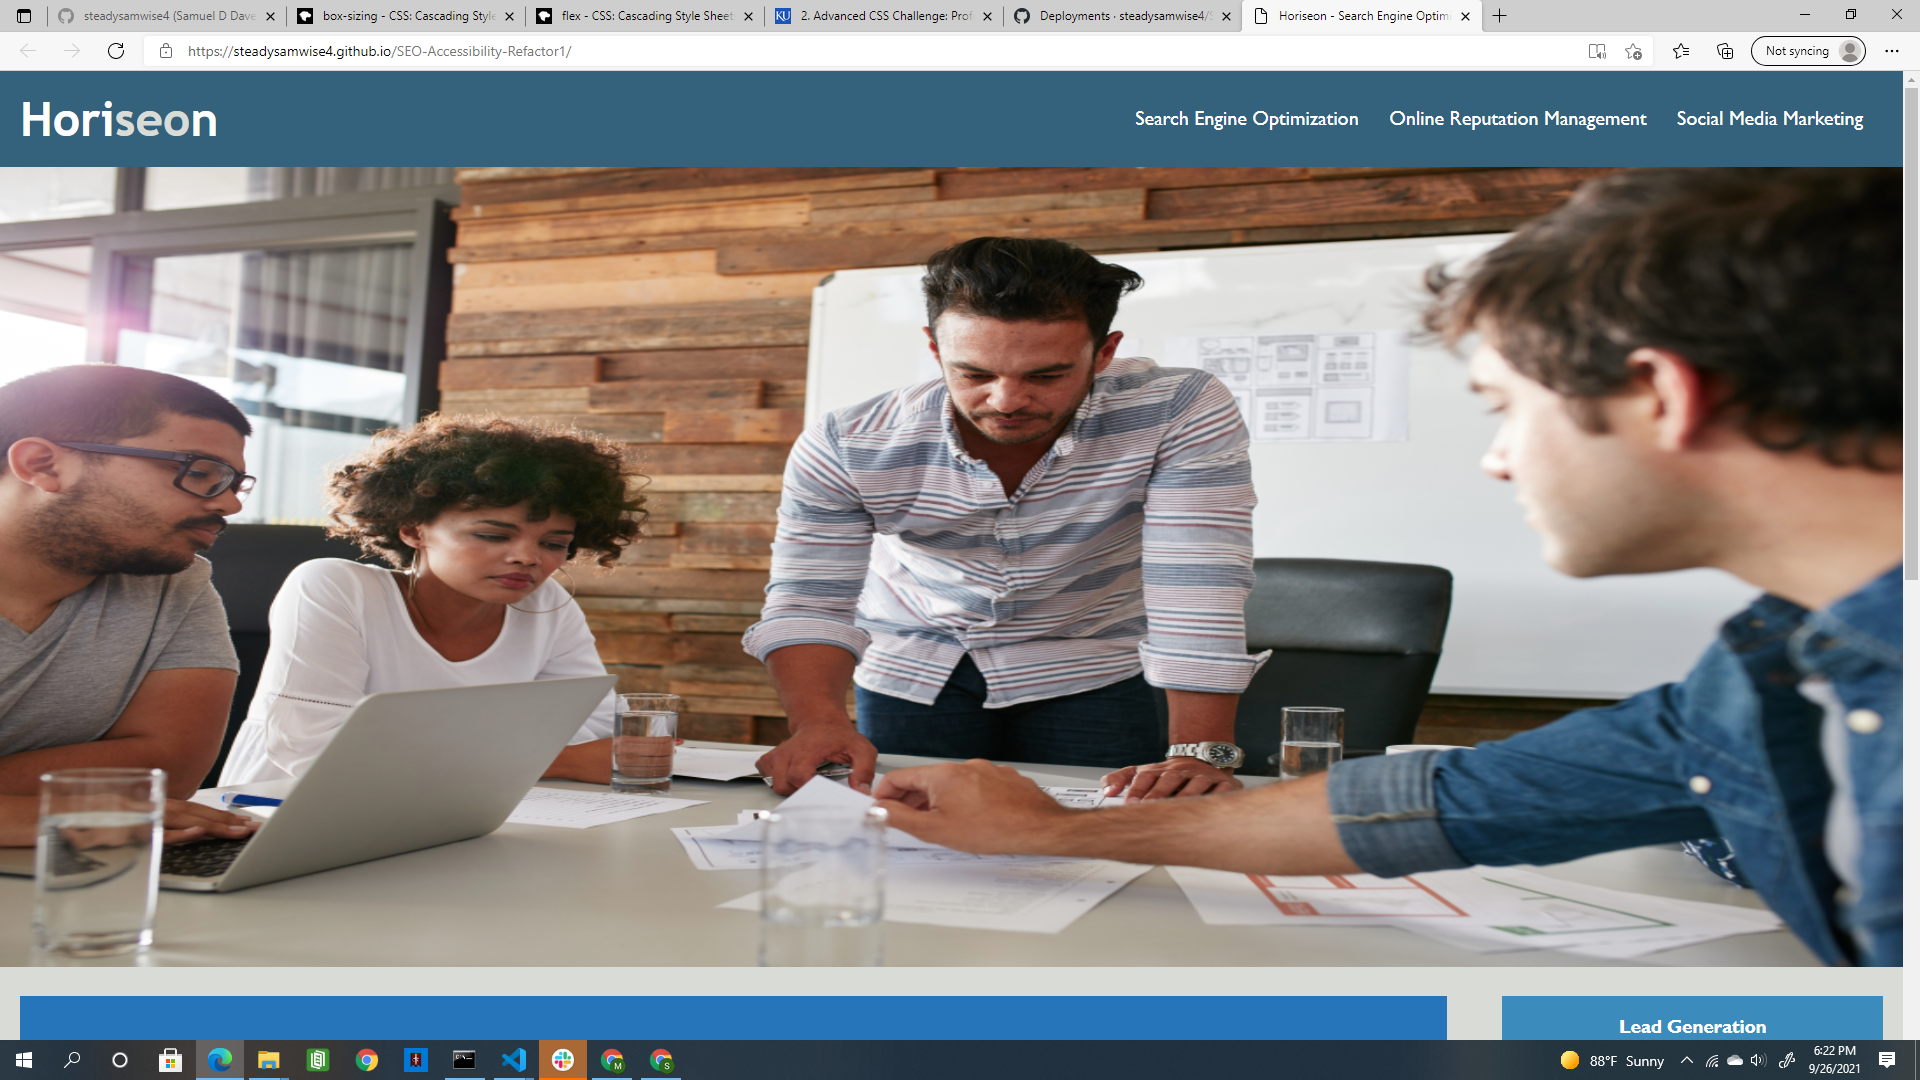 steadysamwise4 (Samuel D Dave
box-sizing - CSS: Cascading Style
flex - CSS: Cascading Style Sheet
KU
2. Advanced CSS Challenge: Prof
Deployments · steadysamwise4/S
Horiseon - Search Engine Optim
https://steadysamwise4.github.io/SEO-Accessibility-Refactor1/
Not syncing
Horiseon
Search Engine Optimization
Online Reputation Management
Social Media Marketing
Lead Generation
88°F Sunny
6:22 PM
9/26/2021